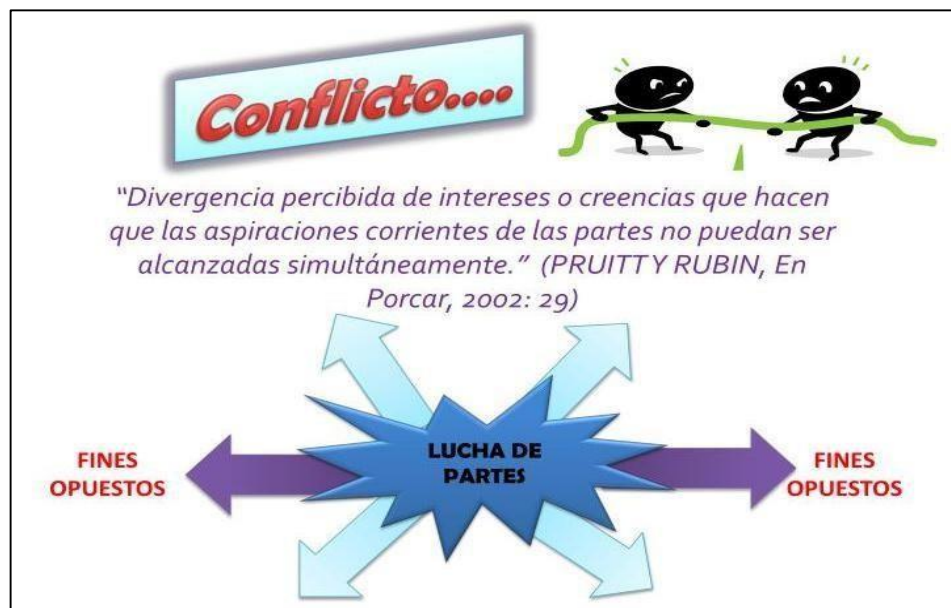 Conflicto....
“Divergencia percibida de intereses o creencias que hacen
que las aspiraciones corrientes de las partes no puedan ser
alcanzadas simultáneamente.” (PRUITT Y RUBIN, En
Porcar, 2002: 29)
LUCHA DE
PARTES
FINES
OPUESTOS
FINES
OPUESTOS